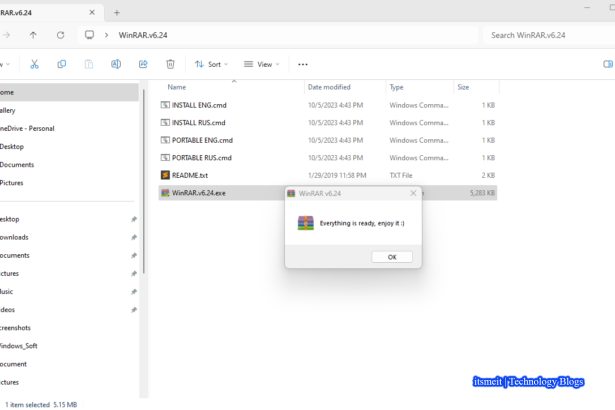 RAR.v6.24
WinRAR.v6.24
Search WinRAR.v6.24
Sort
View
Name
Date modified
Type
Size
ome
allery
neDrive - Personal
Desktop
Documents
Pictures
esktop
ownloads
ocuments
ctures
usic
deos
creenshots
indows_Soft
ocument
ctures
INSTALL ENG.cmd 10/5/2023 4:43 PM Windows Comma... 1 KB
INSTALL RUS.cmd 10/5/2023 4:43 PM Windows Comma... 1 KB
PORTABLE ENG.cmd 10/5/2023 4:43 PM Windows Comma... 1 KB
PORTABLE RUS.cmd 10/5/2023 4:43 PM Windows Comma... 1 KB
README.txt 1/29/2019 11:58 PM TXT File 2 KB
WinRAR.v6.24.exe 5,283 KB
WinRAR v6.24
Everything is ready, enjoy it :)
OK
itsmeit | Technology Blogs
1 item selected 5.15 MB